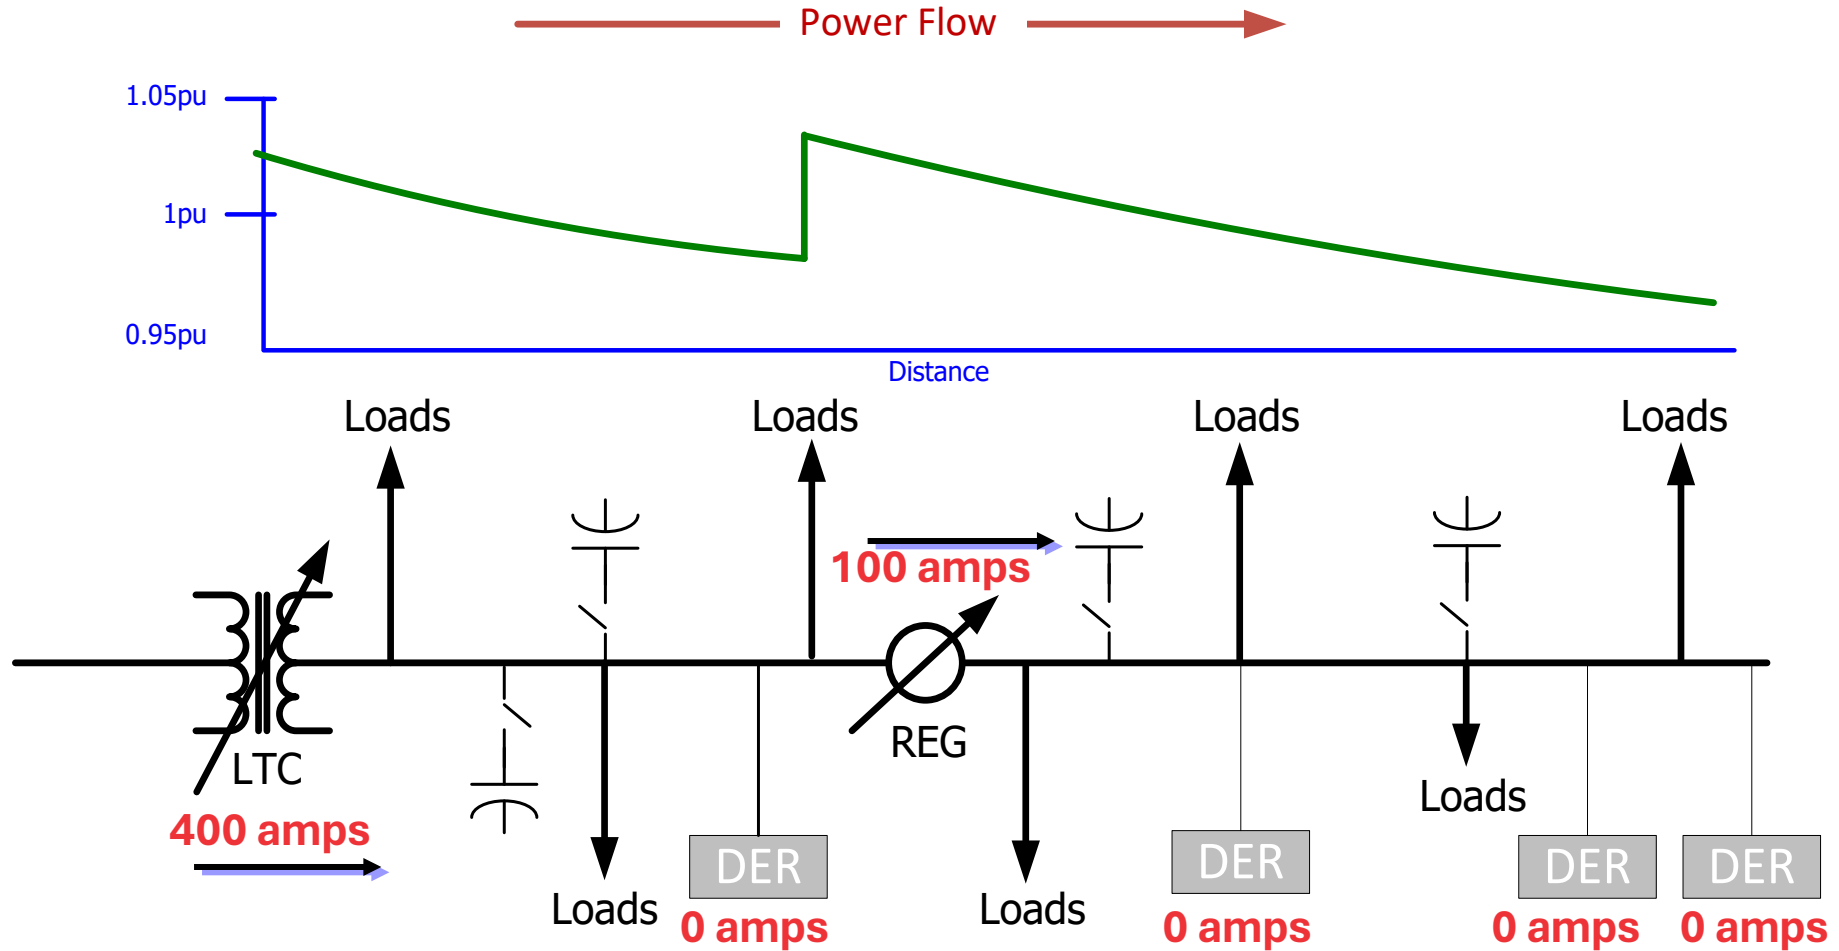 Power Flow
1.05pu
1pu
0.95pu
Distance
Loads
Loads
Loads
Loads
100 amps
REG
LTC
Loads
400 amps
DER
DER
DER
DER
Loads
Loads
0 amps
0 amps
0 amps
0 amps